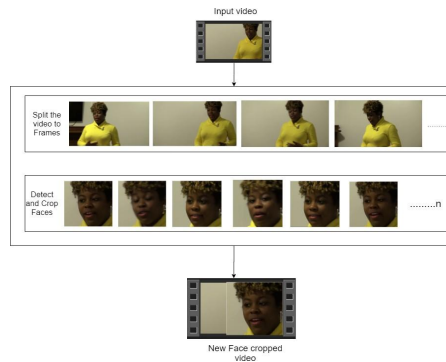 Input video
Split the
video to
Frames
.........
Detect
and Crop
Faces
.........n
New Face cropped
video